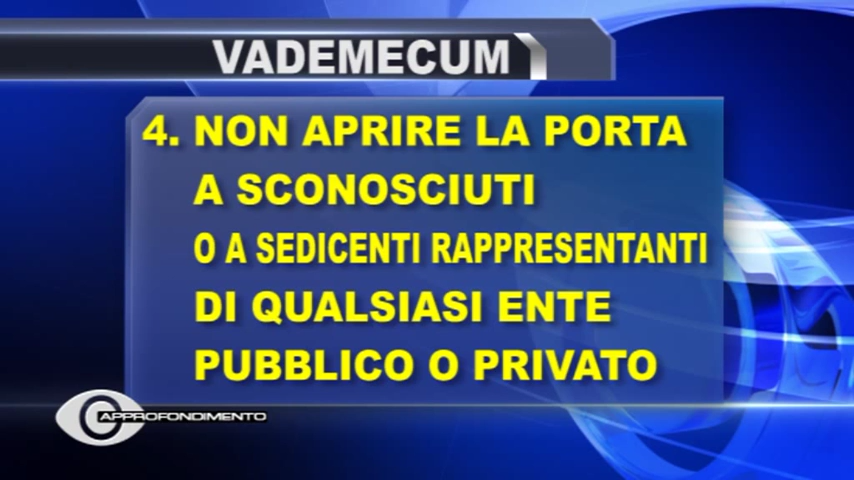 VADEMECUM
4. NON APRIRE LA PORTA
A SCONOSCIUTI
O A SEDICENTI RAPPRESENTANTI
DI QUALSIASI ENTE
PUBBLICO O PRIVATO
APPROFONDIMENTO